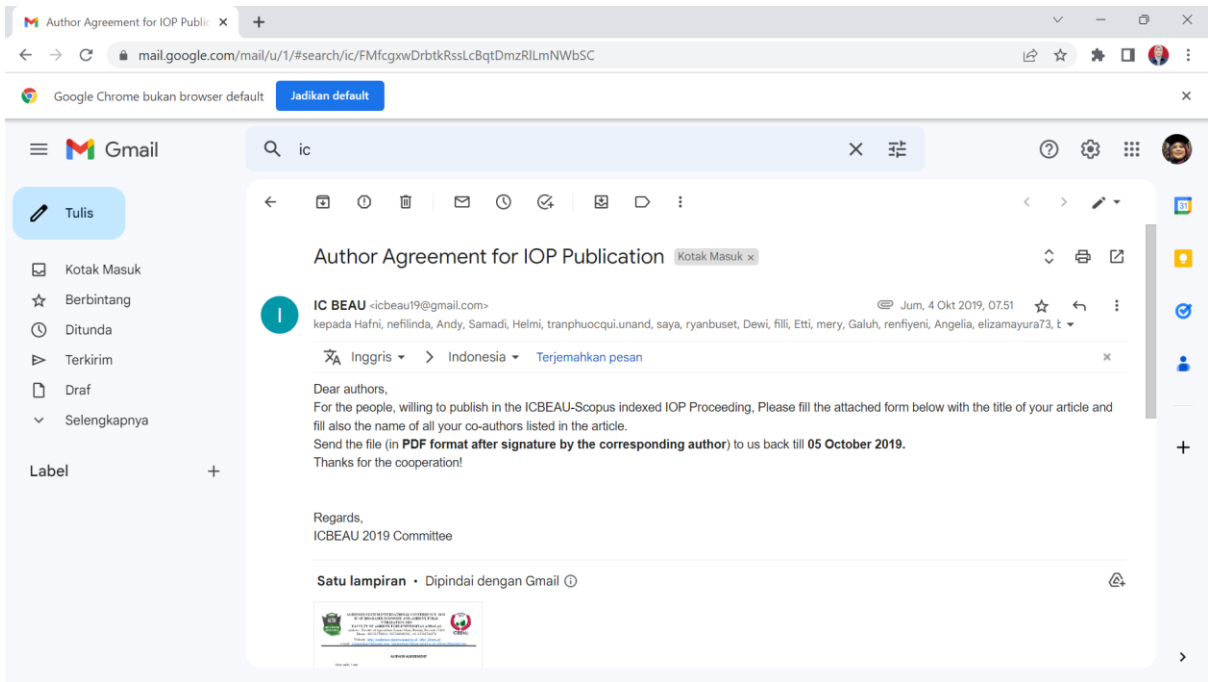 Author Agreement for IOP Public
mail.google.com/mail/u/1/#search/ic/FMfcgxwDrbtkRssLcBqtDmzRlLmNWbSC
Google Chrome bukan browser default
Jadikan default
Gmail
ic
Tulis
Kotak Masuk
Berbintang
Ditunda
Terkirim
Draf
Selengkapnya
Label
31
Author Agreement for IOP Publication Kotak Masuk x
I
IC BEAU <icbeau19@gmail.com>
Jum, 4 Okt 2019, 07.51
kepada Hafni, nefilinda, Andy, Samadi, Helmi, tranphuocqui.unand, saya, ryanbuset, Dewi, filli, Etti, mery, Galuh, renfiyeni, Angelia, elizamayura73,
Inggris > Indonesia Terjemahkan pesan
Dear authors,
For the people, willing to publish in the ICBEAU-Scopus indexed IOP Proceeding, Please fill the attached form below with the title of your article and
fill also the name of all your co-authors listed in the article.
Send the file (in PDF format after signature by the corresponding author) to us back till 05 October 2019.
Thanks for the cooperation!
Regards,
ICBEAU 2019 Committee
Satu lampiran • Dipindai dengan Gmail
ICBEAU
AUTHOR AGREEMENT